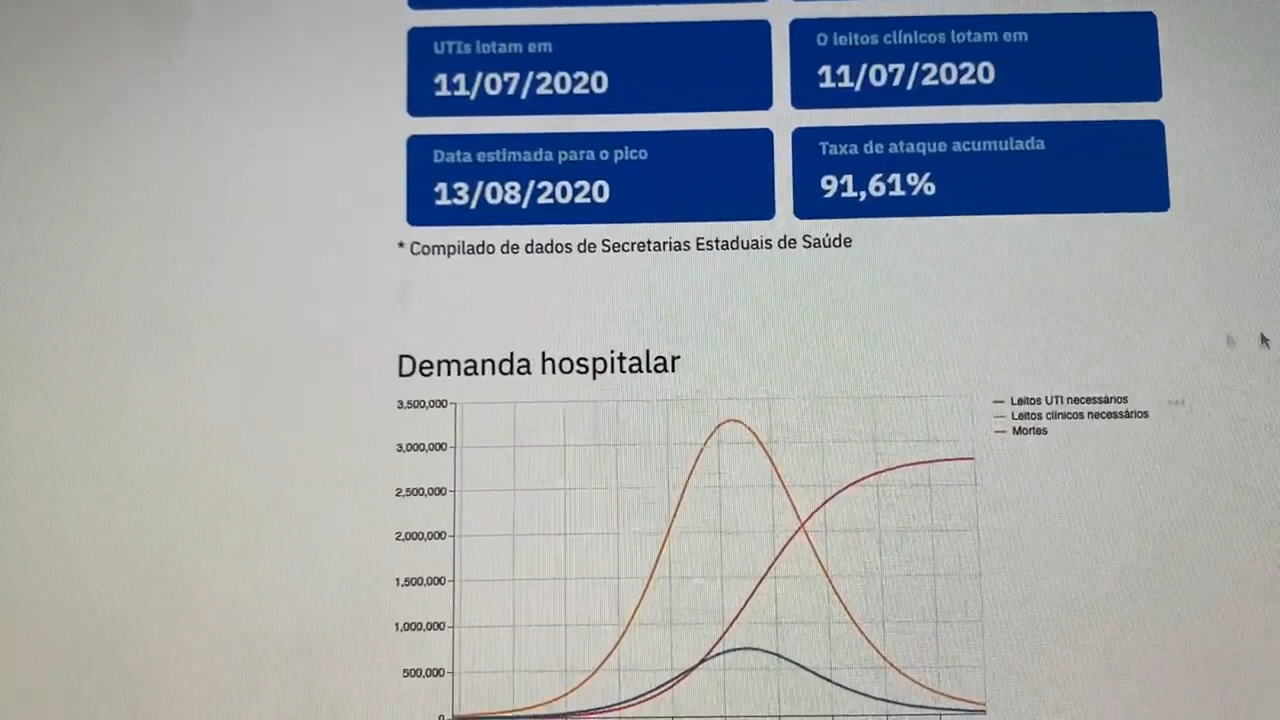 UTIs lotam em
11/07/2020
O leitos clínicos lotam em
11/07/2020
Data estimada para o pico
13/08/2020
Taxa de ataque acumulada
91,61%
* Compilado de dados de Secretarias Estaduais de Saúde
Demanda hospitalar
3,500,000
3,000,000
2,500,000
2,000,000
1,500,000
1,000,000
500,000
0
Leitos UTI necessários
Leitos clínicos necessários
Mortes